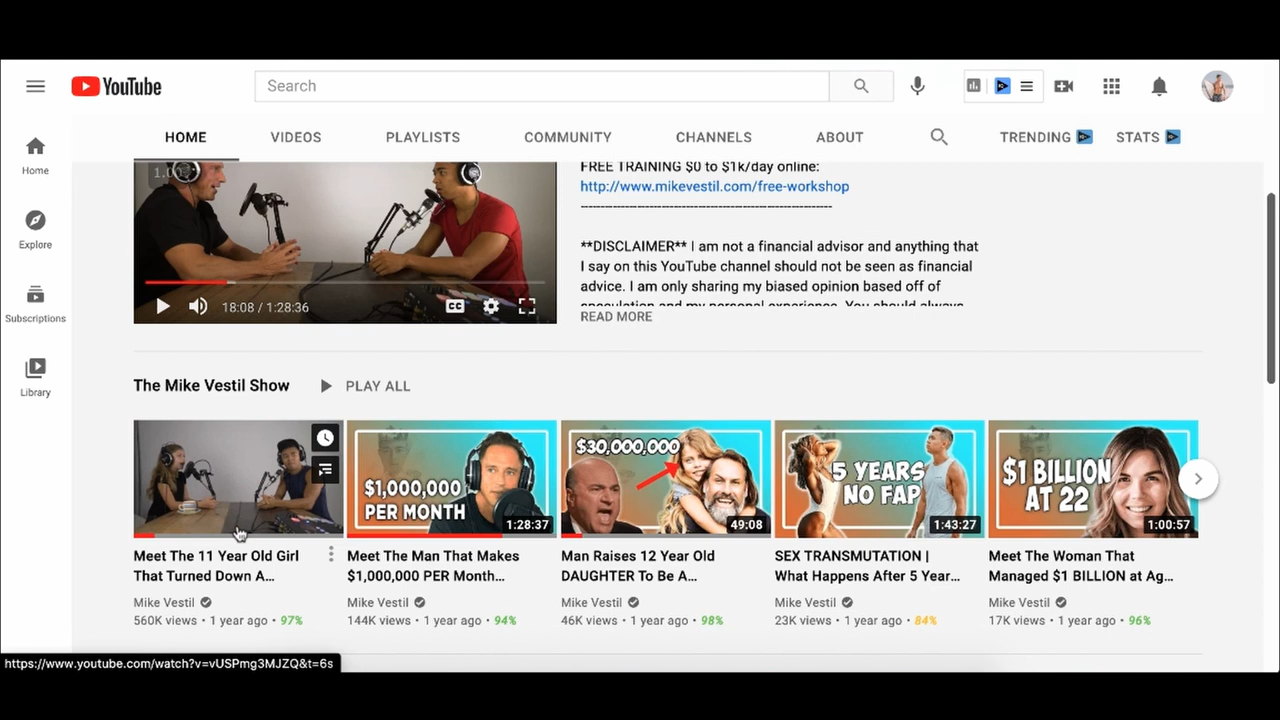 YouTube
Search
HOME
VIDEOS
PLAYLISTS
COMMUNITY
CHANNELS
ABOUT
TRENDING
STATS
Home
Explore
Subscriptions
Library
FREE TRAINING $0 to $1k/day online:
http://www.mikevestil.com/free-workshop
**DISCLAIMER** I am not a financial advisor and anything that
I say on this YouTube channel should not be seen as financial
advice. I am only sharing my biased opinion based off of
speculation and my personal experience. You should always
READ MORE
18:08 / 1:28:36
CC
The Mike Vestil Show
PLAY ALL
$1,000,000
PER MONTH
1:28:37
$30,000,000
49:08
5 YEARS
NO FAP
1:43:27
$1 BILLION
AT 22
1:00:57
Meet The 11 Year Old Girl
That Turned Down A...
Mike Vestil
560K views • 1 year ago • 97%
Meet The Man That Makes
$1,000,000 PER Month...
Mike Vestil
144K views • 1 year ago • 94%
Man Raises 12 Year Old
DAUGHTER To Be A...
Mike Vestil
46K views • 1 year ago • 98%
SEX TRANSMUTATION |
What Happens After 5 Year...
Mike Vestil
23K views • 1 year ago • 84%
Meet The Woman That
Managed $1 BILLION at Ag...
Mike Vestil
17K views • 1 year ago • 96%
https://www.youtube.com/watch?v=vUSPmg3MJZQ&t=6s